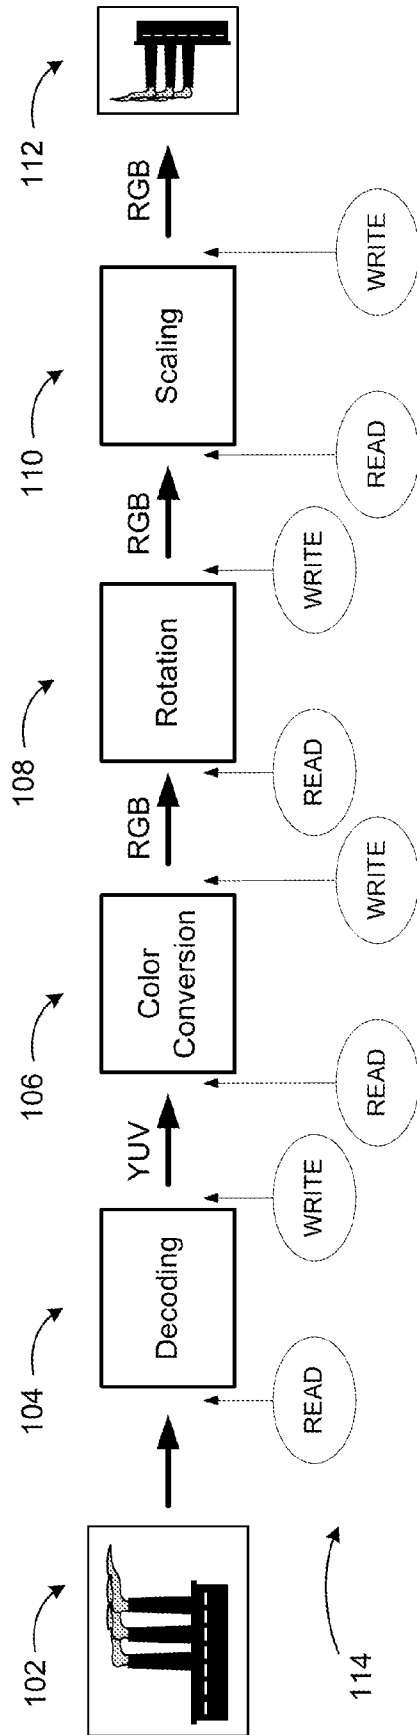 102
104
106
108
110
112
Decoding
YUV
Color
Conversion
RGB
Rotation
RGB
Scaling
RGB
READ
WRITE
READ
WRITE
READ
WRITE
READ
WRITE
114